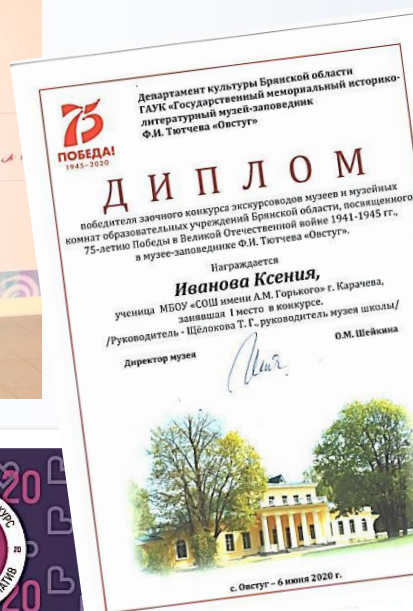 Департамент культуры Брянской области
ГАУК «Государственный мемориальный историко-
литературный музей-заповедник
Ф.И. Тютчева «Овстуг»
75
ПОБЕДА!
1945-2020
ДИПЛОМ
победителя заочного конкурса экскурсоводов музеев и музейных
комнат образовательных учреждений Брянской области, посвященного
75-летию Победы в Великой Отечественной войне 1941-1945 гг.,
в музее-заповеднике Ф.И. Тютчева «Овстуг».
Награждается
Иванова Ксения,
ученица МБОУ «СОШ имени А.М. Горького» г. Карачева,
занявшая I место в конкурсе.
/Руководитель - Щёлокова Т. Г., руководитель музея школы/
Директор музея
О.М. Шейкина
с. Овстуг – 6 июня 2020 г.
20
20
20